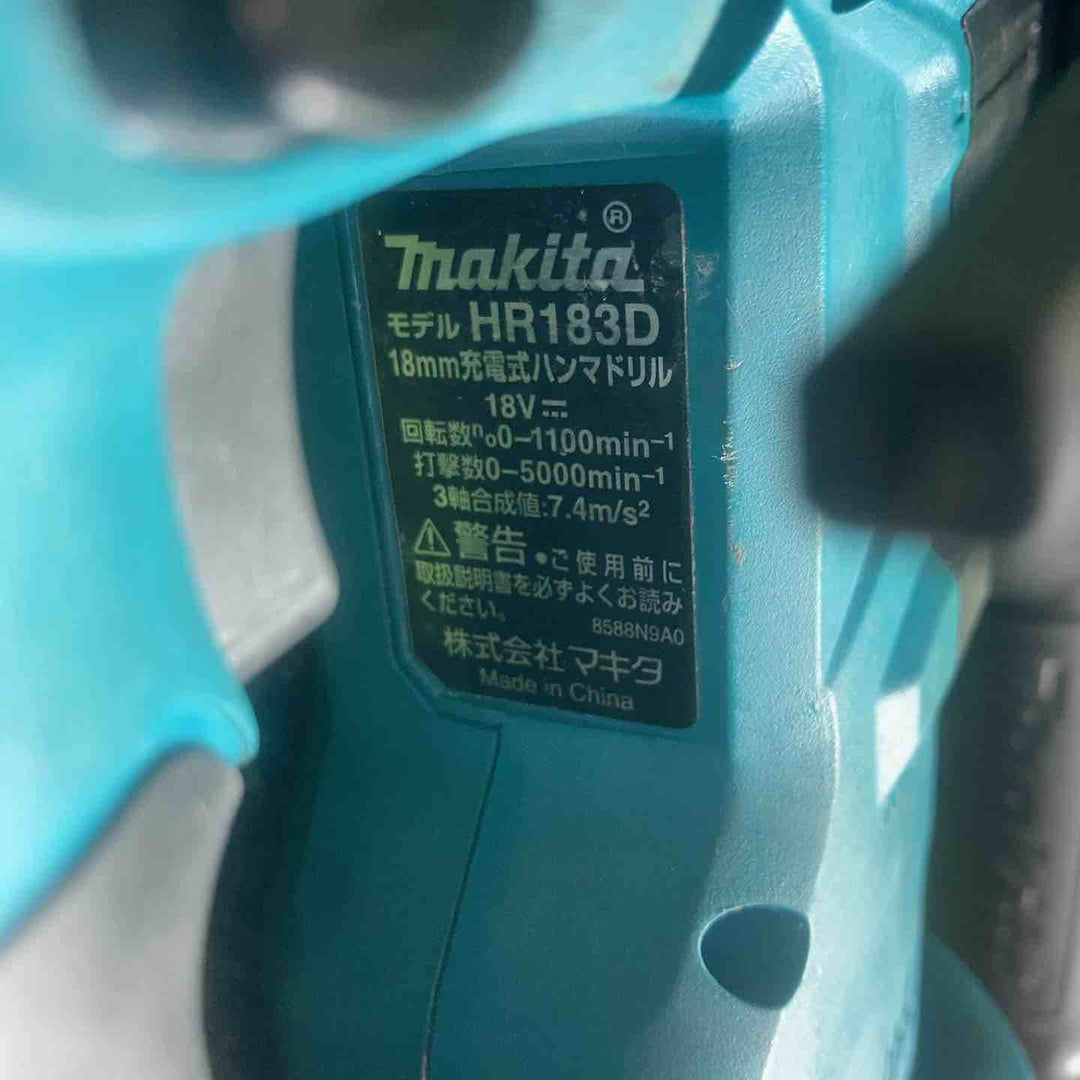 makita®
モデル HR183D
18mm充電式ハンマドリル
18V⎓
回転数n₀0-1100min⁻¹
打撃数0-5000min⁻¹
3軸合成値:7.4m/s²
⚠警告 ●ご使用前に
取扱説明書を必ずよくお読み
ください。
8588N9A0
株式会社マキタ
Made in China